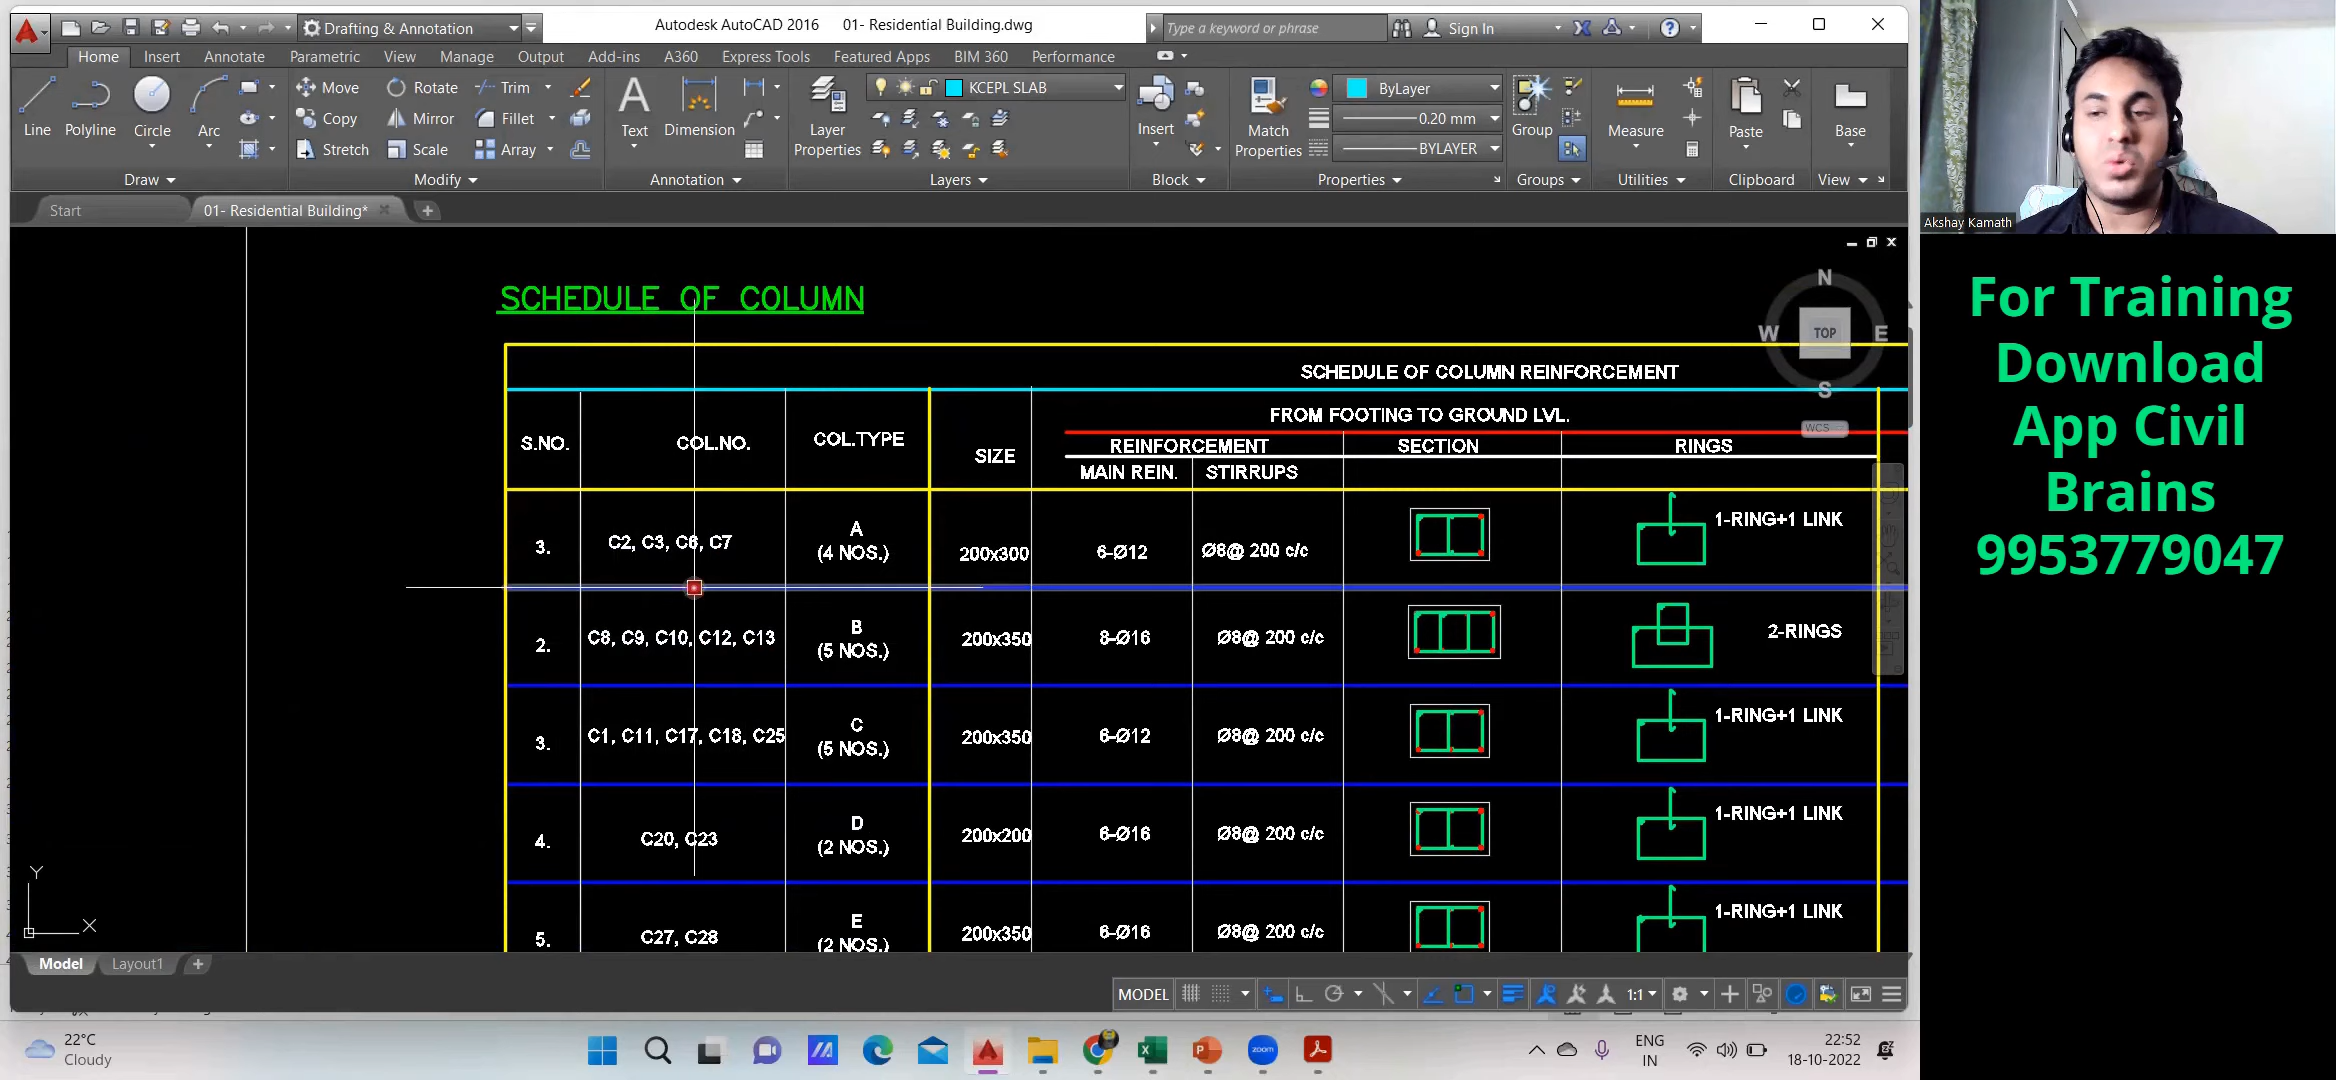 Drafting & Annotation
Autodesk AutoCAD 2016 01- Residential Building.dwg
Type a keyword or phrase
Sign In
Home Insert Annotate Parametric View Manage Output Add-ins A360 Express Tools Featured Apps BIM 360 Performance
Line Polyline Circle Arc
Move Rotate Trim
Copy Mirror Fillet
Stretch Scale Array
Text Dimension
Layer Properties
KCEPL SLAB
Insert
Match Properties
ByLayer
0.20 mm
BYLAYER
Group
Measure
Paste
Base
Draw Modify Annotation Layers Block Properties Groups Utilities Clipboard View
Start 01- Residential Building*
SCHEDULE OF COLUMN
N
W TOP E
S
WCS
SCHEDULE OF COLUMN REINFORCEMENT
FROM FOOTING TO GROUND LVL.
S.NO. COL.NO. COL.TYPE SIZE REINFORCEMENT SECTION RINGS
MAIN REIN. STIRRUPS
3. C2, C3, C6, C7 A (4 NOS.) 200x300 6-Ø12 Ø8@ 200 c/c 1-RING+1 LINK
2. C8, C9, C10, C12, C13 B (5 NOS.) 200x350 8-Ø16 Ø8@ 200 c/c 2-RINGS
3. C1, C11, C17, C18, C25 C (5 NOS.) 200x350 6-Ø12 Ø8@ 200 c/c 1-RING+1 LINK
4. C20, C23 D (2 NOS.) 200x200 6-Ø16 Ø8@ 200 c/c 1-RING+1 LINK
5. C27, C28 E (2 NOS.) 200x350 6-Ø16 Ø8@ 200 c/c 1-RING+1 LINK
Y
X
Model Layout1
MODEL 1:1
22°C
Cloudy
zoom
ENG
IN
22:52
18-10-2022
Akshay Kamath
For Training
Download
App Civil
Brains
9953779047